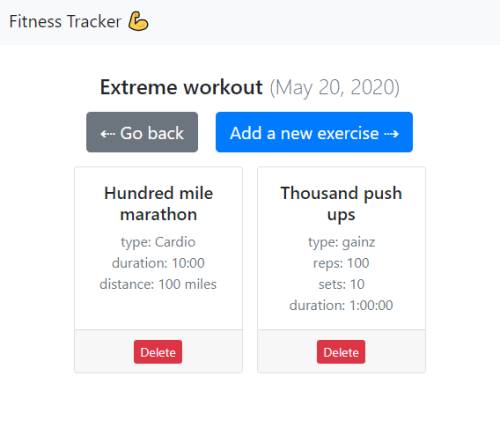 Fitness Tracker 💪
Extreme workout (May 20, 2020)
⇠ Go back
Add a new exercise ⇢
Hundred mile
marathon
type: Cardio
duration: 10:00
distance: 100 miles
Delete
Thousand push
ups
type: gainz
reps: 100
sets: 10
duration: 1:00:00
Delete